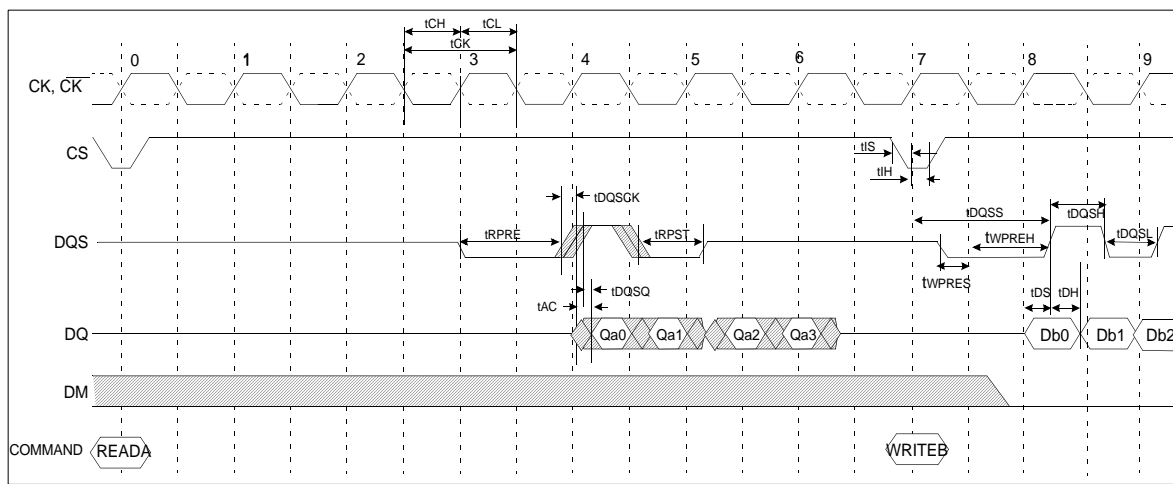 tCH tCL
tCK
0 1 2 3 4 5 6 7 8 9
CK, CK
CS
tIS
tIH
tDQSCK
tDQSS tDQSH
DQS
tRPRE tRPST
tWPREH tDQSL
tWPRES
tDQSQ
tAC
tDS tDH
DQ
Qa0 Qa1 Qa2 Qa3 Db0 Db1 Db2
DM
COMMAND READA WRITEB